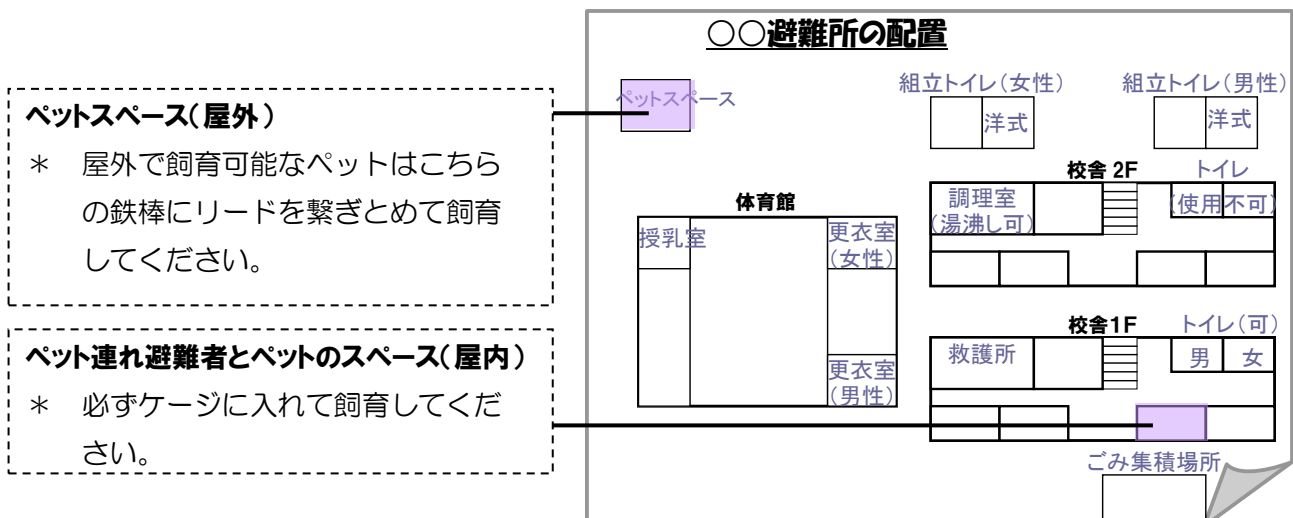 ○○避難所の配置
ペットスペース(屋外)
＊　屋外で飼育可能なペットはこちら
の鉄棒にリードを繋ぎとめて飼育
してください。
ペット連れ避難者とペットのスペース(屋内)
＊　必ずケージに入れて飼育してくだ
さい。
ペットスペース
組立トイレ(女性)
洋式
組立トイレ(男性)
洋式
体育館
授乳室
更衣室
(女性)
更衣室
(男性)
校舎 2F
トイレ
(使用不可)
調理室
(湯沸し可)
校舎1F
トイレ(可)
救護所
男
女
ごみ集積場所